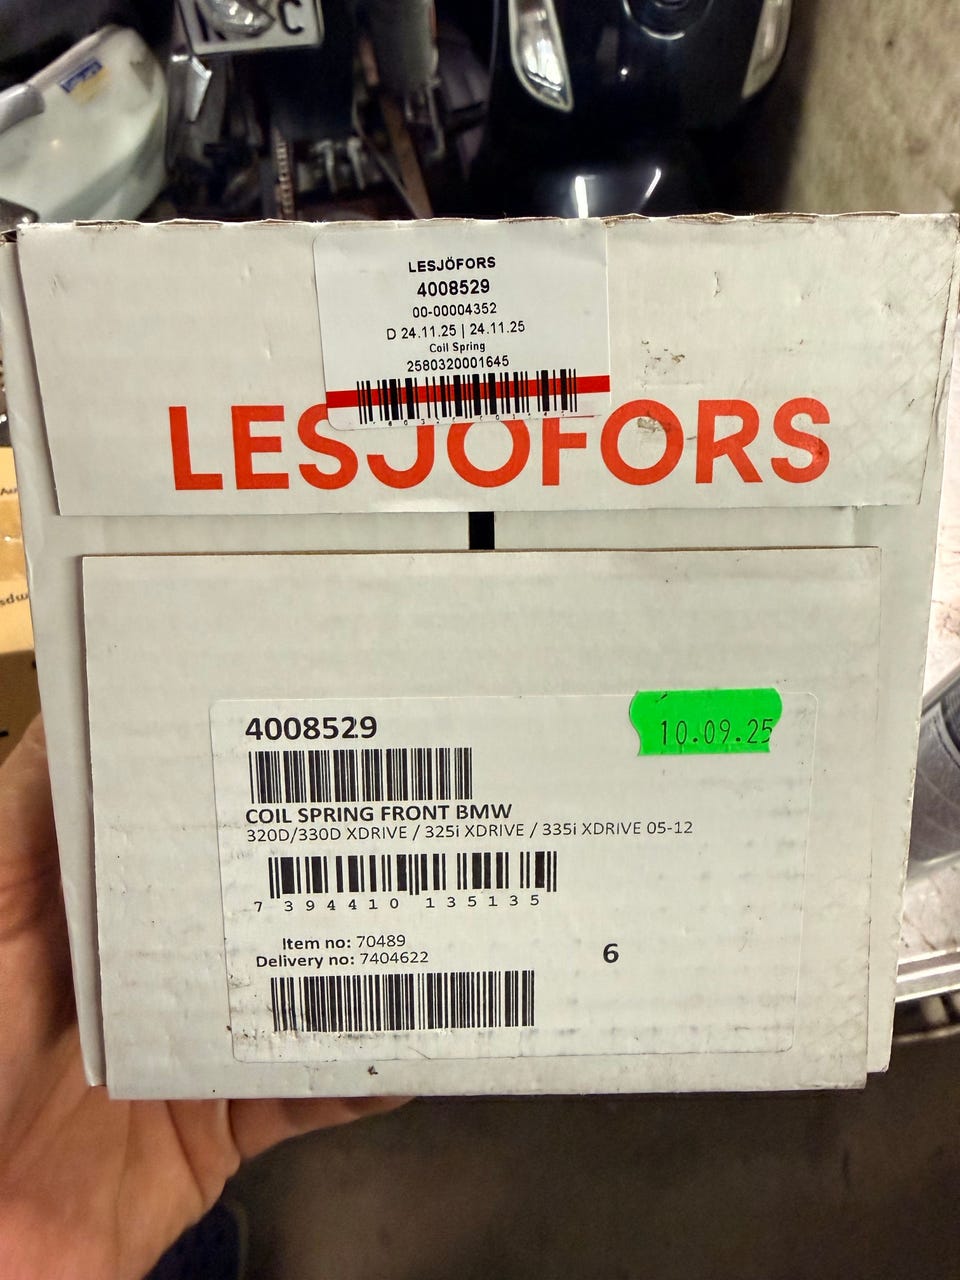 LESJÖFORS
4008529
00-00004352
D 24.11.25 | 24.11.25
Coil Spring
2580320001645
LESJÖFORS
4008529
10.09.25
COIL SPRING FRONT BMW
320D/330D XDRIVE / 325i XDRIVE / 335i XDRIVE 05-12
7 394410 135135
Item no: 70489
Delivery no: 7404622
6